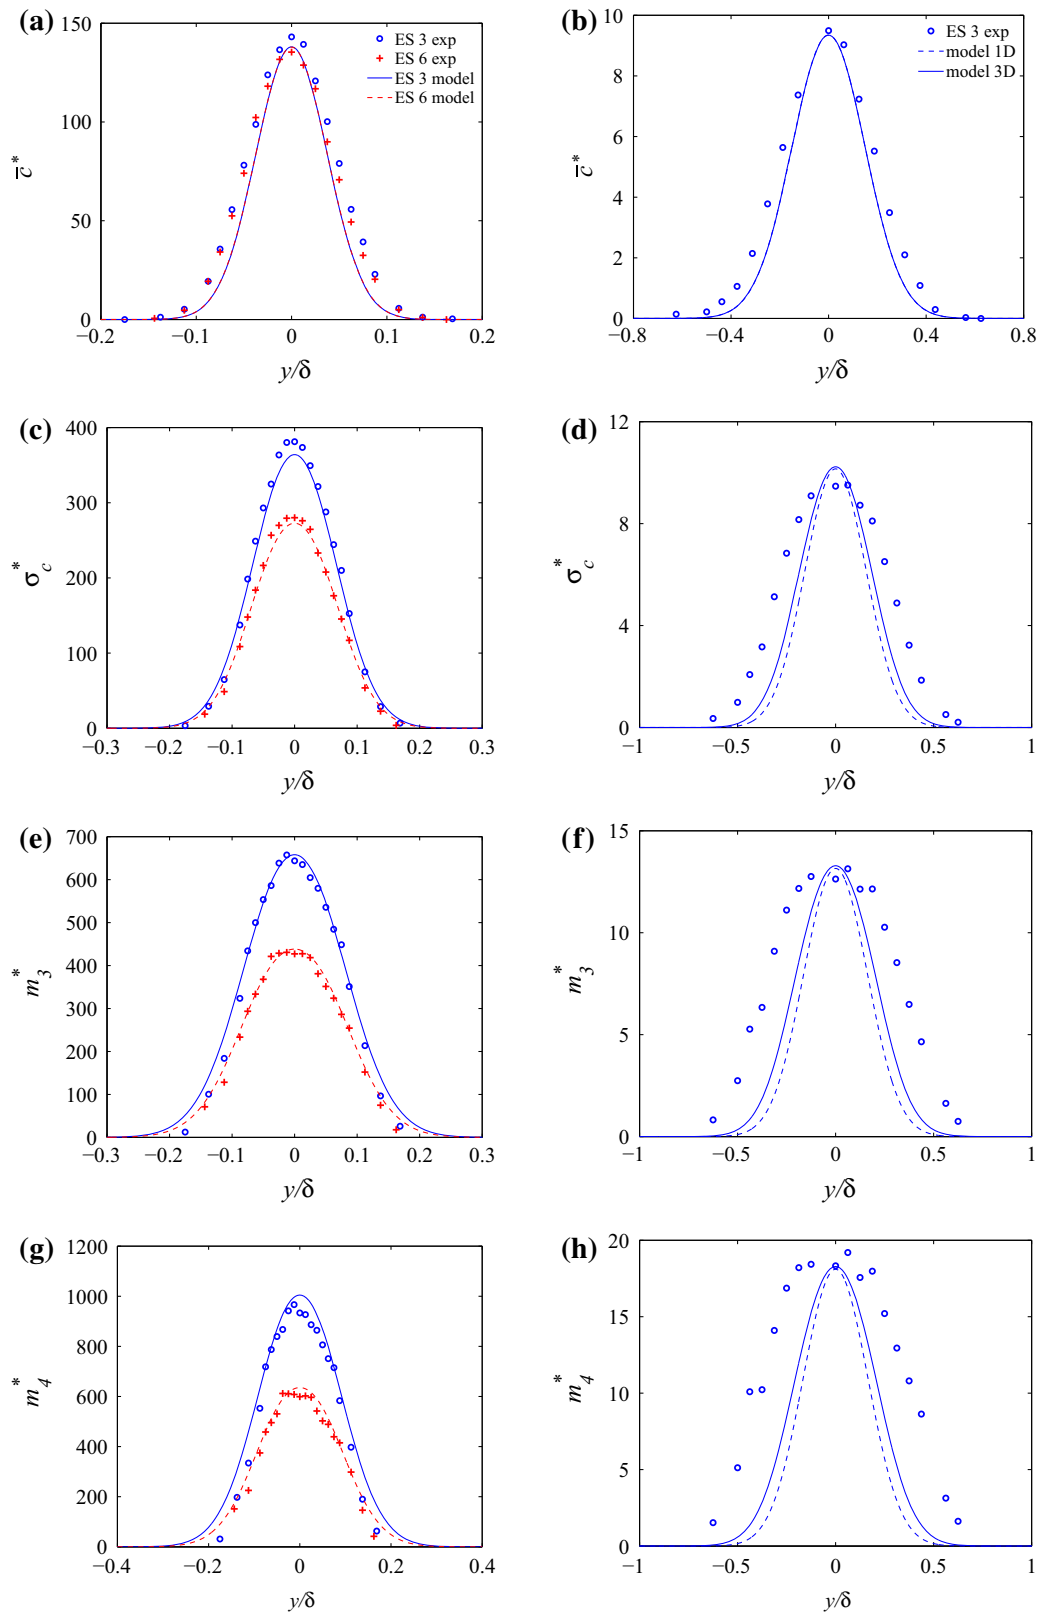 (a)
150
100
50
0
c̅*
−0.2
−0.1
0
0.1
0.2
y/δ
ES 3 exp
ES 6 exp
ES 3 model
ES 6 model
(b)
10
8
6
4
2
0
c̅*
−0.8
−0.4
0
0.4
0.8
y/δ
ES 3 exp
model 1D
model 3D
(c)
400
300
200
100
0
σc*
−0.3
−0.2
−0.1
0
0.1
0.2
0.3
y/δ
(d)
12
8
4
0
σc*
−1
−0.5
0
0.5
1
y/δ
(e)
700
600
500
400
300
200
100
0
m3*
−0.3
−0.2
−0.1
0
0.1
0.2
0.3
y/δ
(f)
15
10
5
0
m3*
−1
−0.5
0
0.5
1
y/δ
(g)
1200
1000
800
600
400
200
0
m4*
−0.4
−0.2
0
0.2
0.4
y/δ
(h)
20
15
10
5
0
m4*
−1
−0.5
0
0.5
1
y/δ